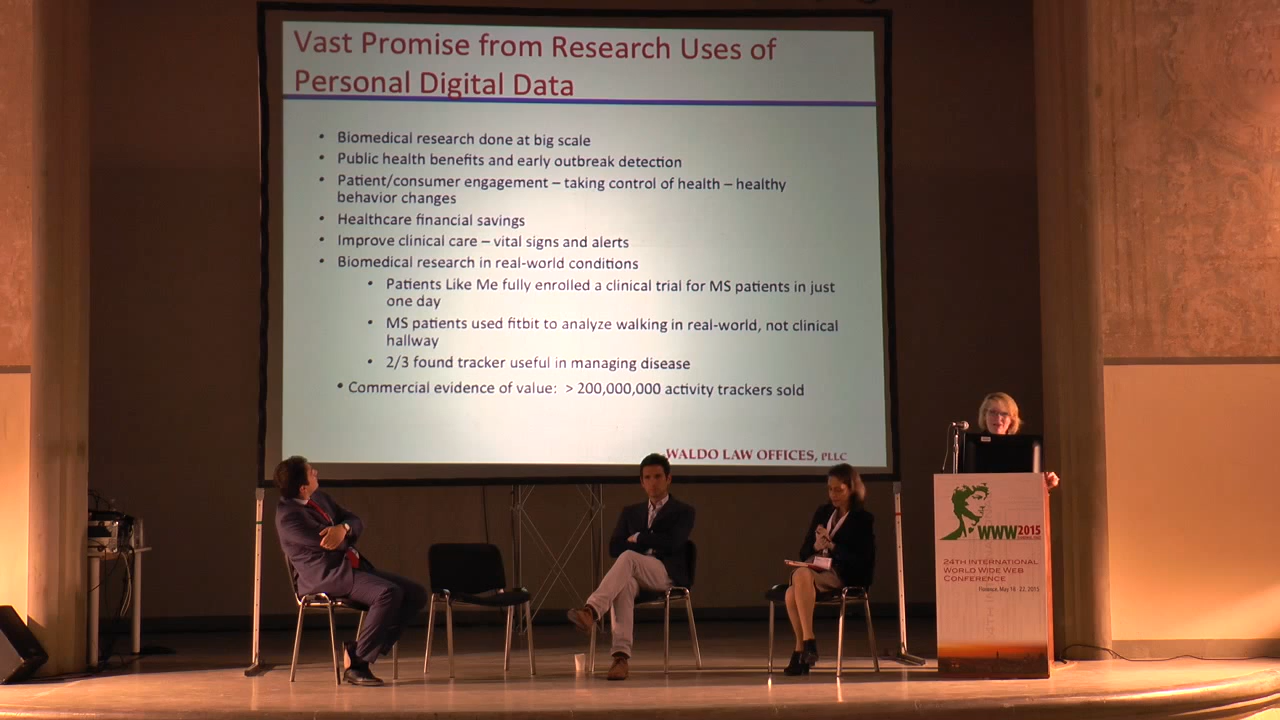 Vast Promise from Research Uses of
Personal Digital Data
• Biomedical research done at big scale
• Public health benefits and early outbreak detection
• Patient/consumer engagement – taking control of health – healthy
behavior changes
• Healthcare financial savings
• Improve clinical care – vital signs and alerts
• Biomedical research in real-world conditions
• Patients Like Me fully enrolled a clinical trial for MS patients in just
one day
• MS patients used fitbit to analyze walking in real-world, not clinical
hallway
• 2/3 found tracker useful in managing disease
• Commercial evidence of value: > 200,000,000 activity trackers sold
WALDO LAW OFFICES, PLLC
WWW2015
24TH INTERNATIONAL
WORLD WIDE WEB
CONFERENCE
Florence, May 18 22, 2015